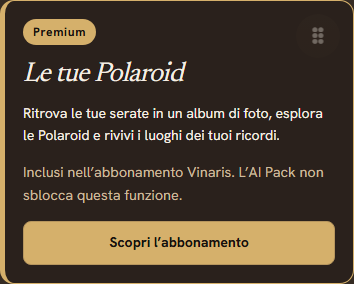 Premium
Le tue Polaroid
Ritrova le tue serate in un album di foto, esplora
le Polaroid e rivivi i luoghi dei tuoi ricordi.
Inclusi nell’abbonamento Vinaris. L’AI Pack non
sblocca questa funzione.
Scopri l’abbonamento